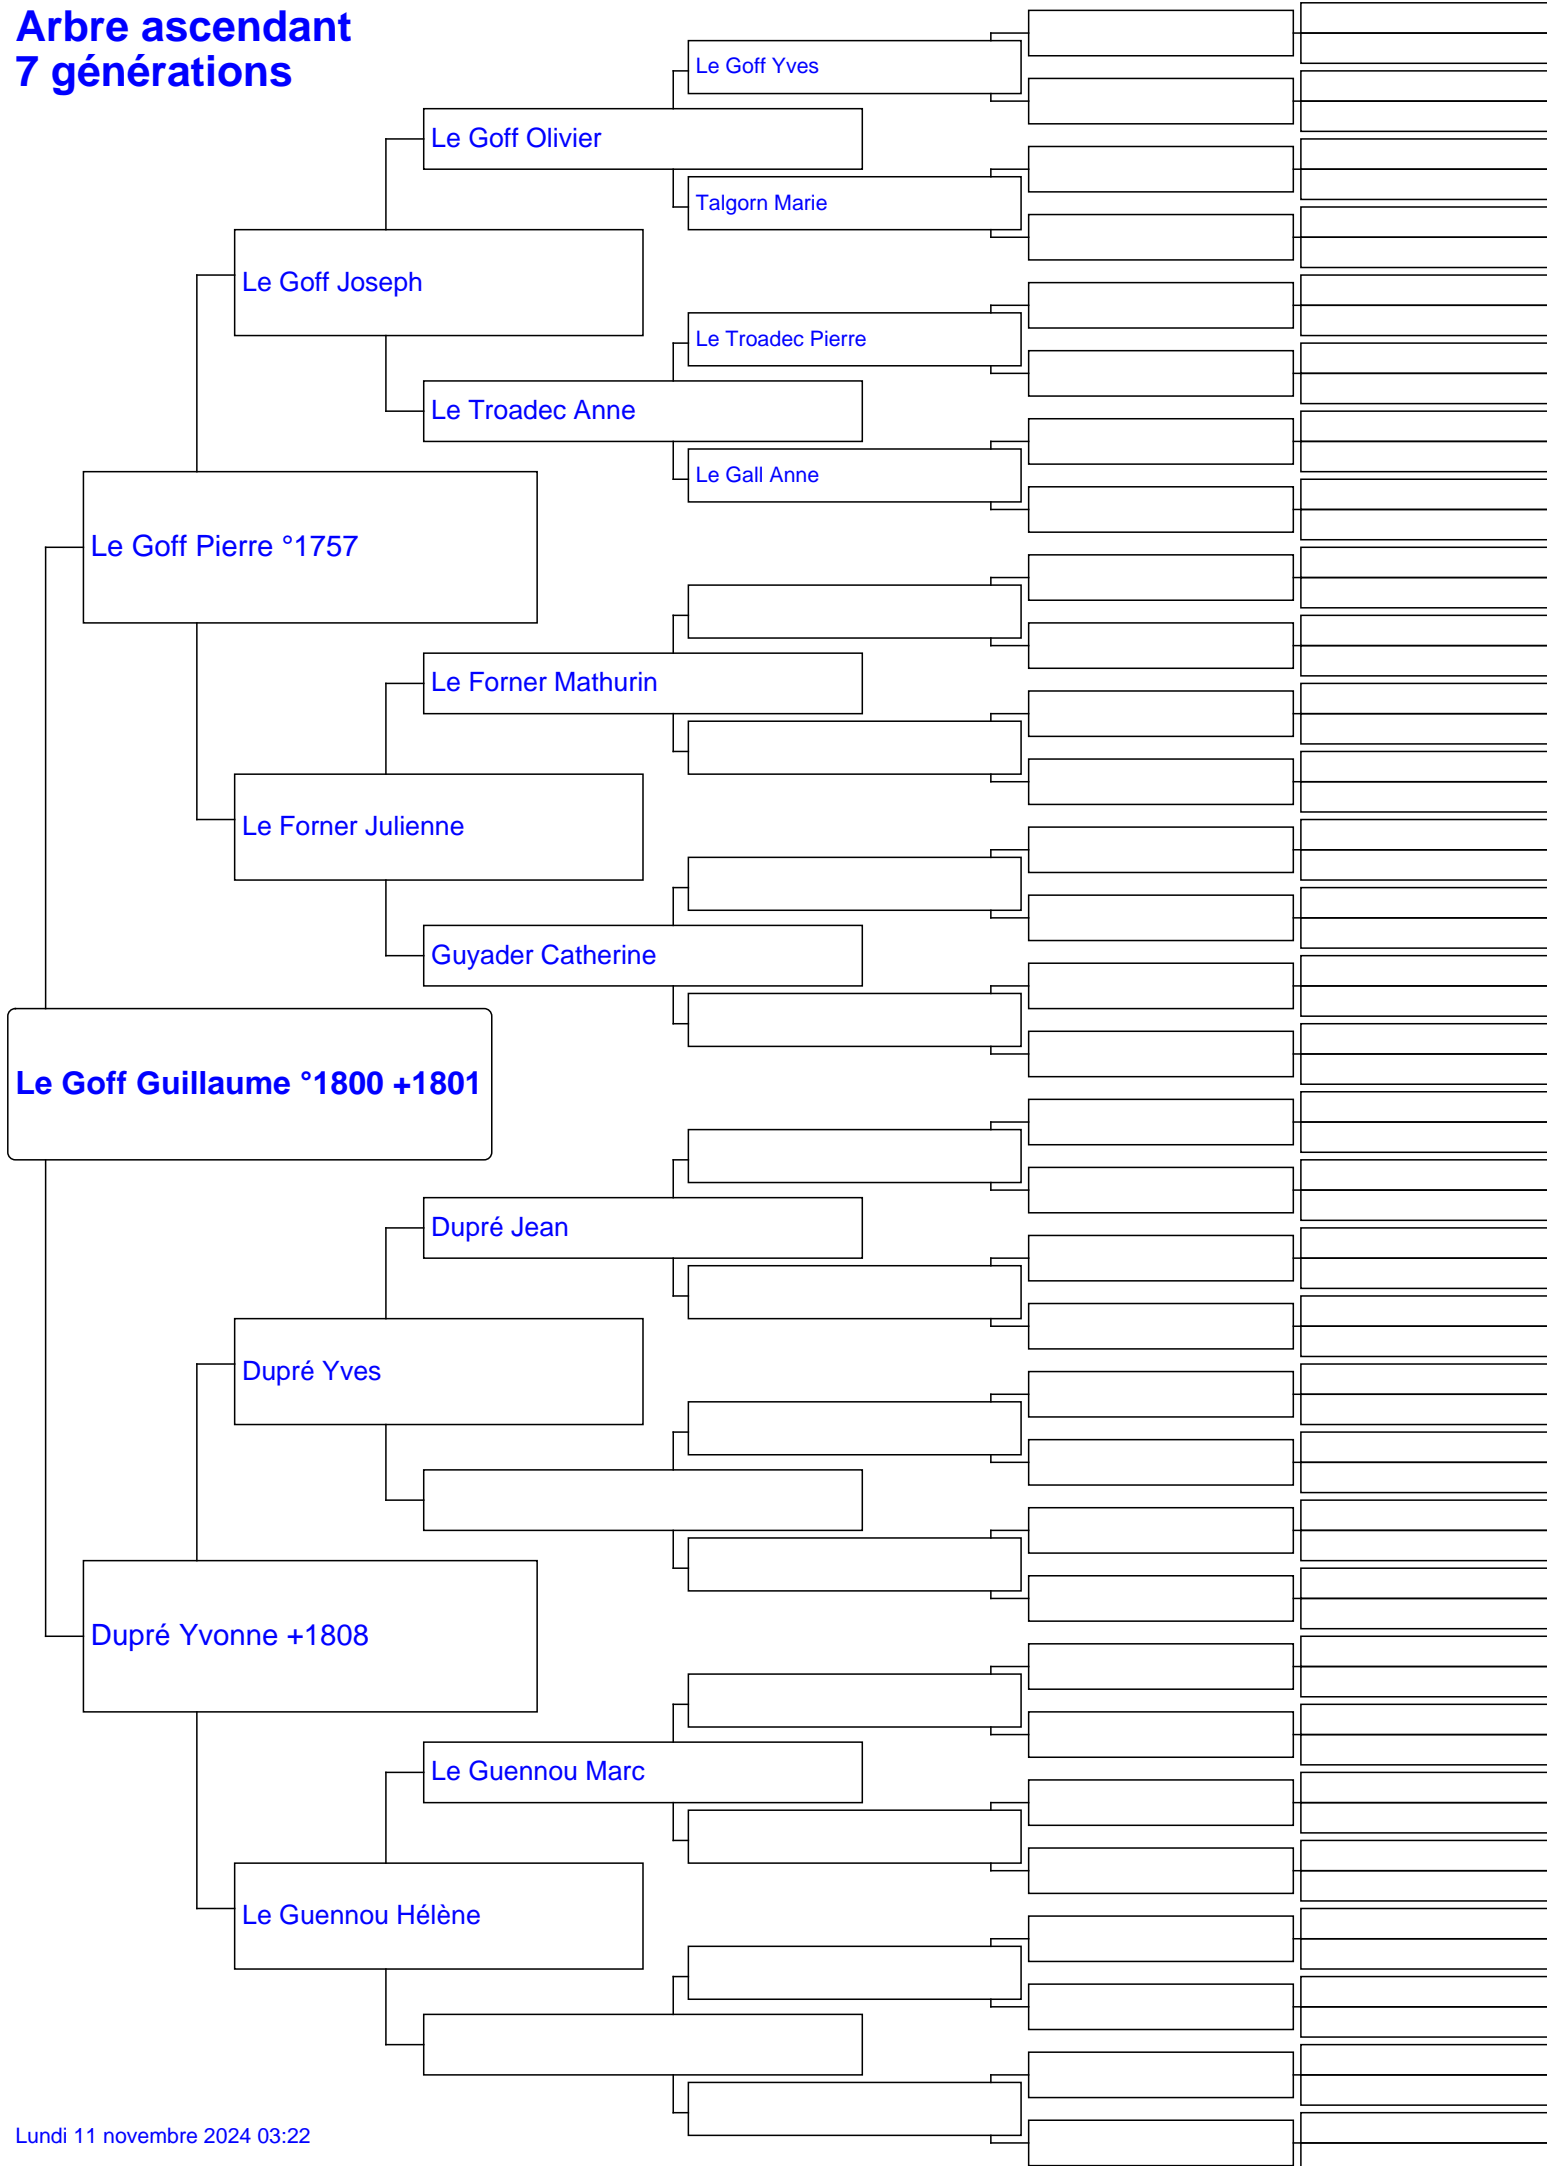 Arbre ascendant
7 générations
Le Goff Yves
Le Goff Olivier
Talgorn Marie
Le Goff Joseph
Le Troadec Pierre
Le Troadec Anne
Le Gall Anne
Le Goff Pierre °1757
Le Forner Mathurin
Le Forner Julienne
Guyader Catherine
Le Goff Guillaume °1800 +1801
Dupré Jean
Dupré Yves
Dupré Yvonne +1808
Le Guennou Marc
Le Guennou Hélène
Lundi 11 novembre 2024 03:22